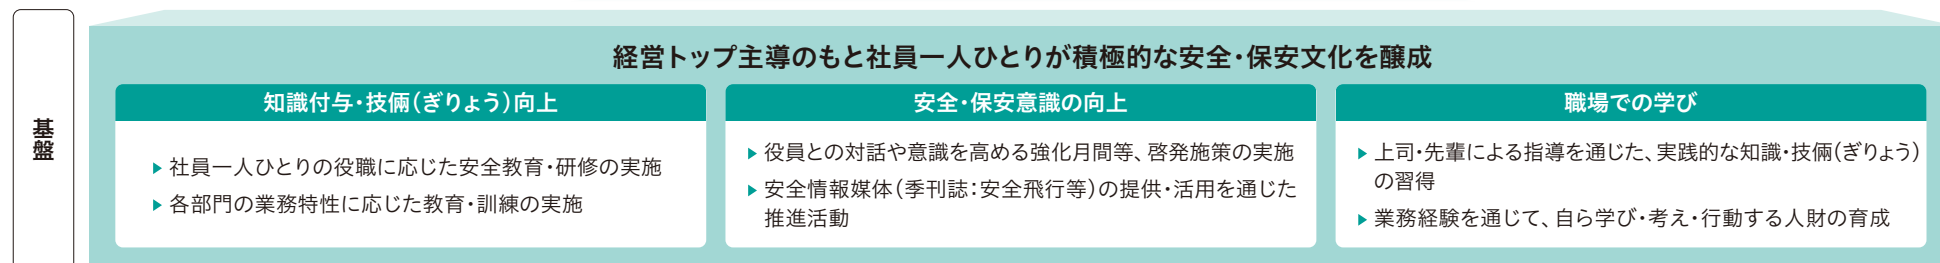 基盤
経営トップ主導のもと社員一人ひとりが積極的な安全・保安文化を醸成
知識付与・技倆（ぎりょう）向上
▶ 社員一人ひとりの役職に応じた安全教育・研修の実施
▶ 各部門の業務特性に応じた教育・訓練の実施
安全・保安意識の向上
▶ 役員との対話や意識を高める強化月間等、啓発施策の実施
▶ 安全情報媒体（季刊誌：安全飛行等）の提供・活用を通じた
推進活動
職場での学び
▶ 上司・先輩による指導を通じた、実践的な知識・技倆（ぎりょう）
の習得
▶ 業務経験を通じて、自ら学び・考え・行動する人財の育成